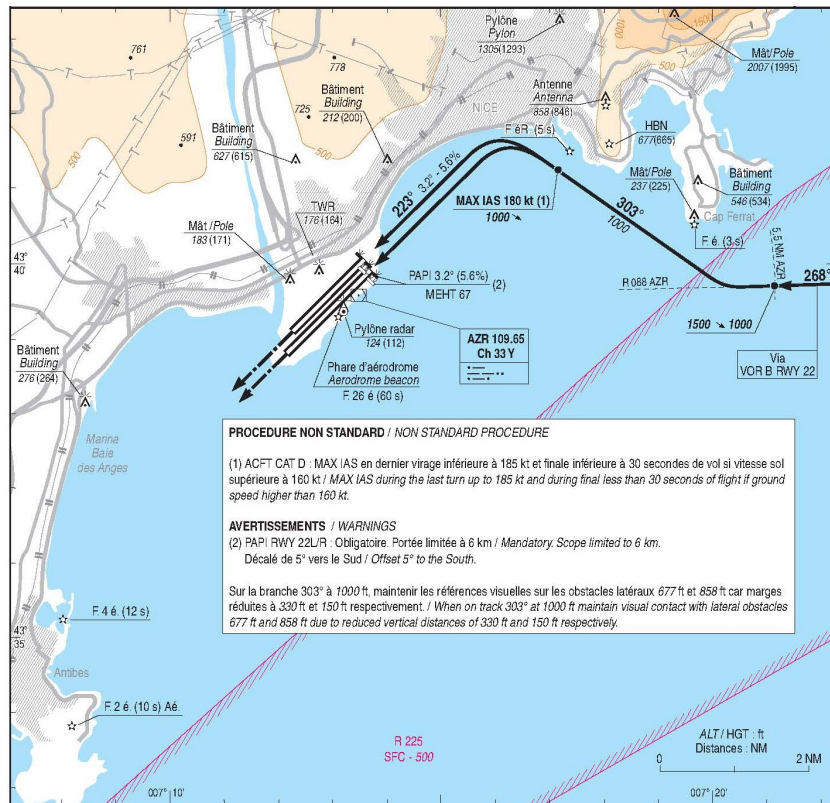 761
778
725
591
500
500
500
1000
1500
Pylône
Pylon
1305(1293)
Mât/Pole
2007 (1995)
Antenne
Antenna
858 (846)
NICE
Bâtiment
Building
212 (200)
Bâtiment
Building
627 (615)
F. éR. (5 s)
HBN
677(665)
Mât/Pole
237 (225)
Bâtiment
Building
546 (534)
Cap Ferrat
F. é. (3 s)
223°
3.2° - 5.6%
MAX IAS 180 kt (1)
1000 ↘
303°
1000
TWR
176 (164)
Mât /Pole
183 (171)
43°
40'
PAPI 3.2° (5.6%)
MEHT 67
(2)
R 088 AZR
5.5 NM AZR
268°
1500 ↘ 1000
Via
VOR B RWY 22
Pylône radar
124 (112)
AZR 109.65
Ch 33 Y
Phare d'aérodrome
Aerodrome beacon
F. 26 é (60 s)
Bâtiment
Building
276 (264)
Marina
Baie
des Anges
PROCEDURE NON STANDARD / NON STANDARD PROCEDURE
(1) ACFT CAT D : MAX IAS en dernier virage inférieure à 185 kt et finale inférieure à 30 secondes de vol si vitesse sol
supérieure à 160 kt / MAX IAS during the last turn up to 185 kt and during final less than 30 seconds of flight if ground
speed higher than 160 kt.
AVERTISSEMENTS / WARNINGS
(2) PAPI RWY 22L/R : Obligatoire. Portée limitée à 6 km / Mandatory. Scope limited to 6 km.
Décalé de 5° vers le Sud / Offset 5° to the South.
Sur la branche 303° à 1000 ft, maintenir les références visuelles sur les obstacles latéraux 677 ft et 858 ft car marges
réduites à 330 ft et 150 ft respectivement. / When on track 303° at 1000 ft maintain visual contact with lateral obstacles
677 ft and 858 ft due to reduced vertical distances of 330 ft and 150 ft respectively.
F. 4 é. (12 s)
43°
35'
Antibes
F. 2 é. (10 s) Aé.
R 225
SFC - 500
ALT / HGT : ft
Distances : NM
0 2 NM
007° 10'
007° 20'